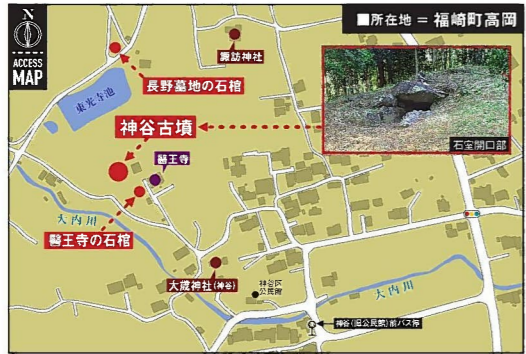 N
ACCESS
MAP
■所在地 = 福崎町高岡
諏訪神社
長野墓地の石棺
東光寺池
神谷古墳
石室開口部
醫王寺
醫王寺の石棺
大内川
大歳神社(神谷)
神谷区
公民館
大内川
神谷(旧公民館)前バス停